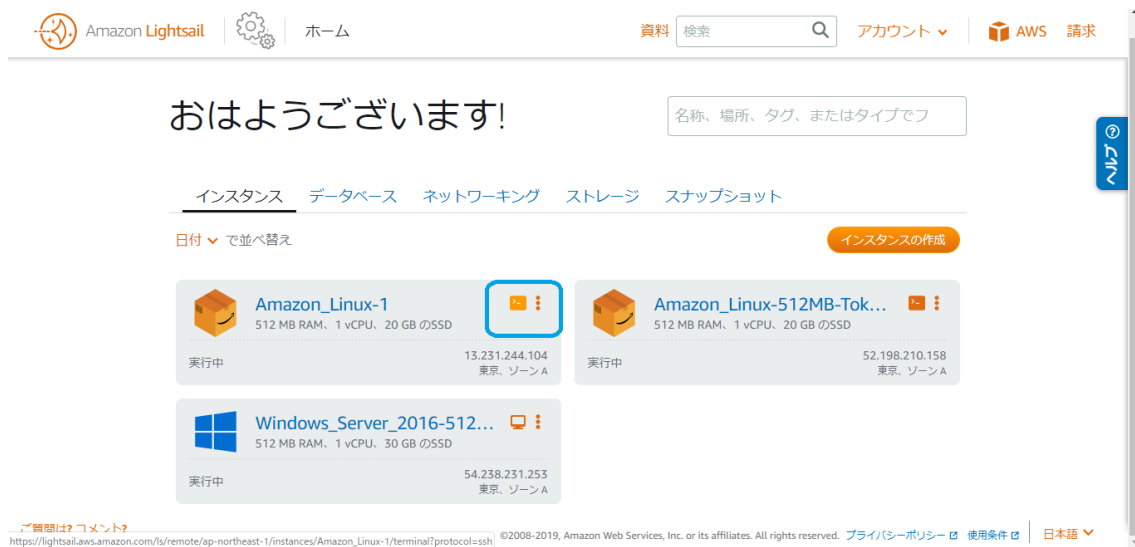 Amazon Lightsail ホーム 資料 検索 アカウント AWS 請求
おはようございます!
名称、場所、タグ、またはタイプでフ
ヘルプ ?
インスタンス データベース ネットワーキング ストレージ スナップショット
日付 で並べ替え
インスタンスの作成
Amazon_Linux-1
512 MB RAM、1 vCPU、20 GB のSSD
実行中
13.231.244.104
東京、ゾーン A
Amazon_Linux-512MB-Tok...
512 MB RAM、1 vCPU、20 GB のSSD
実行中
52.198.210.158
東京、ゾーン A
Windows_Server_2016-512...
512 MB RAM、1 vCPU、30 GB のSSD
実行中
54.238.231.253
東京、ゾーン A
ご質問は? コメント?
https://lightsail.aws.amazon.com/ls/remote/ap-northeast-1/instances/Amazon_Linux-1/terminal?protocol=ssh
©2008-2019, Amazon Web Services, Inc. or its affiliates. All rights reserved. プライバシーポリシー 使用条件 日本語